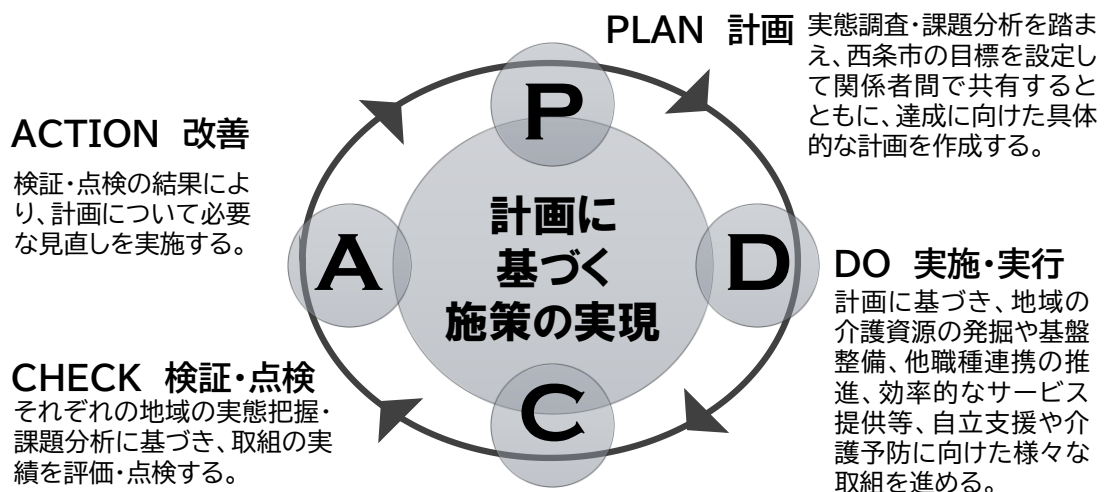 PLAN 計画
実態調査・課題分析を踏ま
え、西条市の目標を設定し
て関係者間で共有すると
ともに、達成に向けた具体
的な計画を作成する。
P
ACTION 改善
検証・点検の結果によ
り、計画について必要
な見直しを実施する。
A
計画に
基づく
施策の実現
D
DO 実施・実行
計画に基づき、地域の
介護資源の発掘や基盤
整備、他職種連携の推
進、効率的なサービス
提供等、自立支援や介
護予防に向けた様々な
取組を進める。
CHECK 検証・点検
それぞれの地域の実態把握・
課題分析に基づき、取組の実
績を評価・点検する。
C